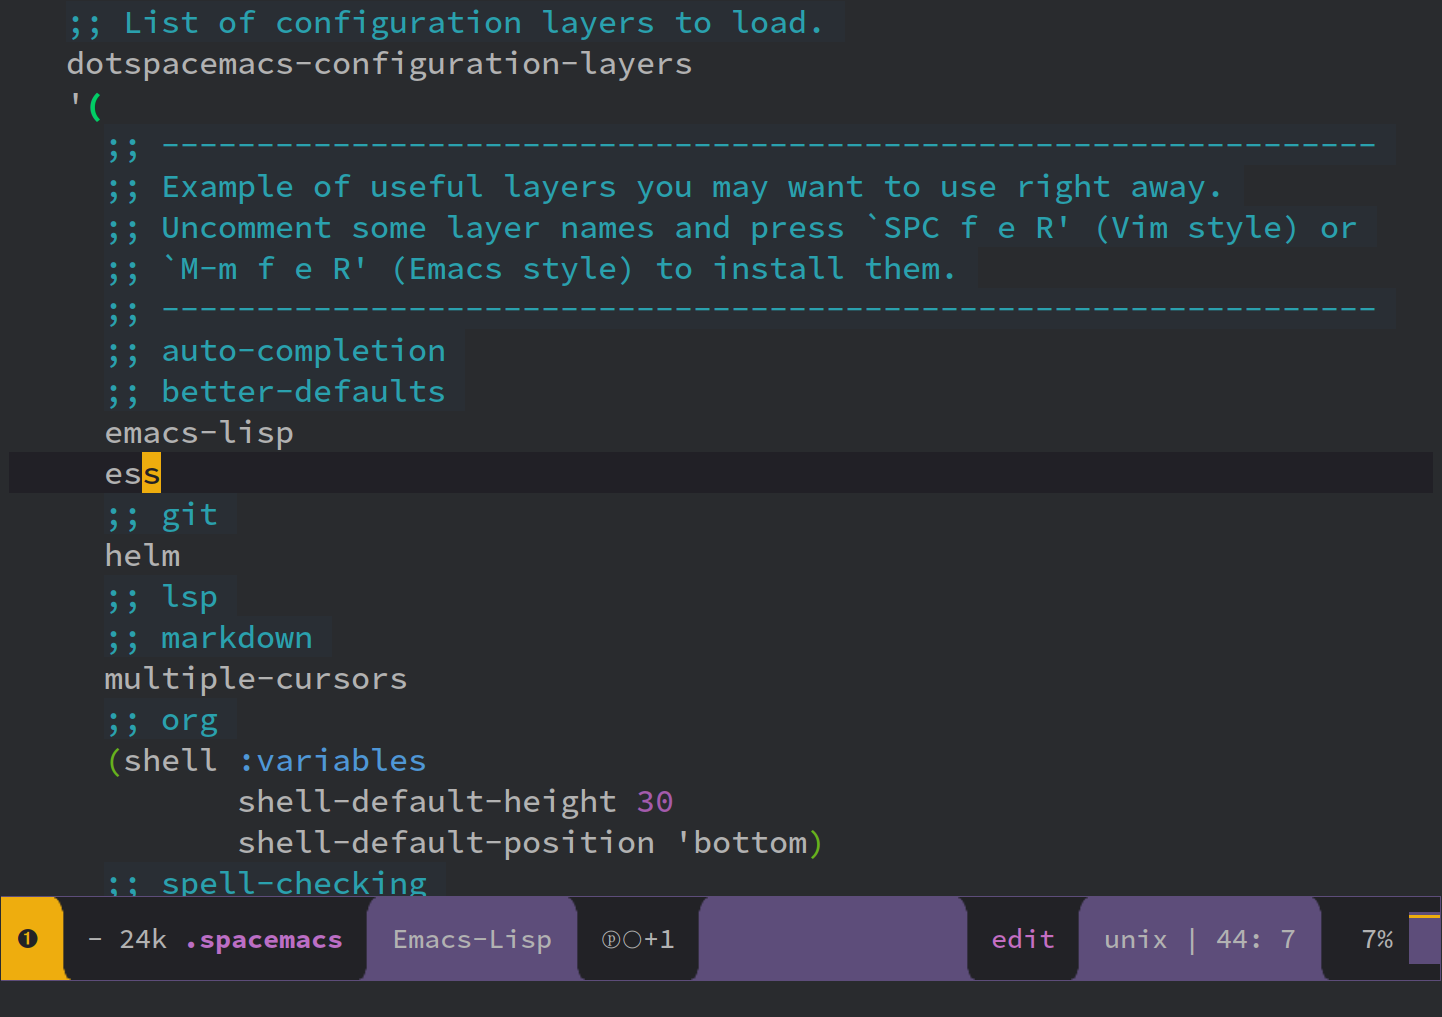 ;; List of configuration layers to load.
dotspacemacs-configuration-layers
'(
;; ----------------------------------------------------------------
;; Example of useful layers you may want to use right away.
;; Uncomment some layer names and press `SPC f e R' (Vim style) or
;; `M-m f e R' (Emacs style) to install them.
;; ----------------------------------------------------------------
;; auto-completion
;; better-defaults
emacs-lisp
ess
;; git
helm
;; lsp
;; markdown
multiple-cursors
;; org
(shell :variables
shell-default-height 30
shell-default-position 'bottom)
;; spell-checking
❶ - 24k .spacemacs Emacs-Lisp ⓟ○+1 edit unix | 44: 7 7%